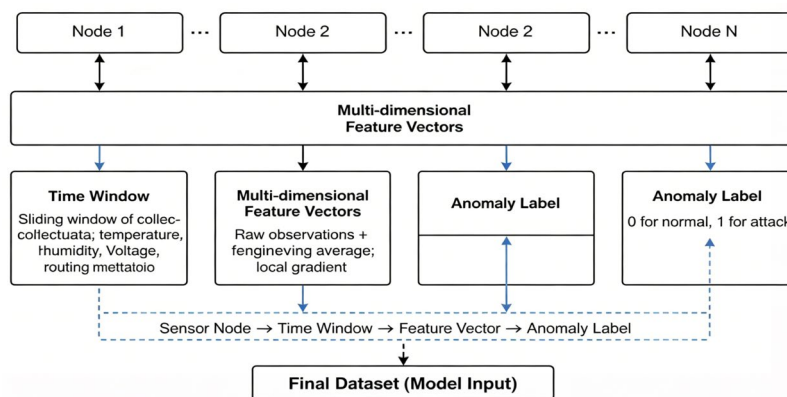 Node 1 ... Node 2 ... Node 2 ... Node N
Multi-dimensional
Feature Vectors
Time Window
Sliding window of collec-
collectuata; temperature,
Humidity, Voltage,
routing mettatoio
Multi-dimensional
Feature Vectors
Raw observations +
fengineving average;
local gradient
Anomaly Label
Anomaly Label
0 for normal, 1 for attack
Sensor Node → Time Window → Feature Vector → Anomaly Label
Final Dataset (Model Input)